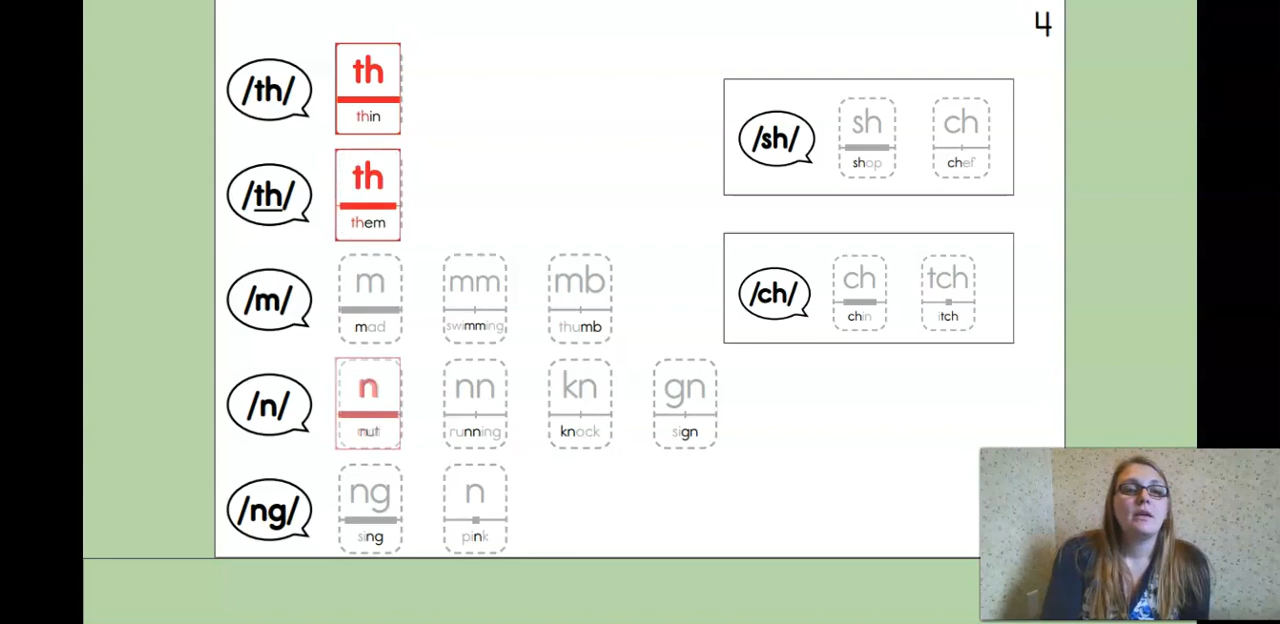 4
/th/ th
thin
/th/ th
them
/m/ m mm mb
mad swimming thumb
/n/ n nn kn gn
nut running knock sign
/ng/ ng n
sing pink
/sh/ sh ch
shop chef
/ch/ ch tch
chin itch